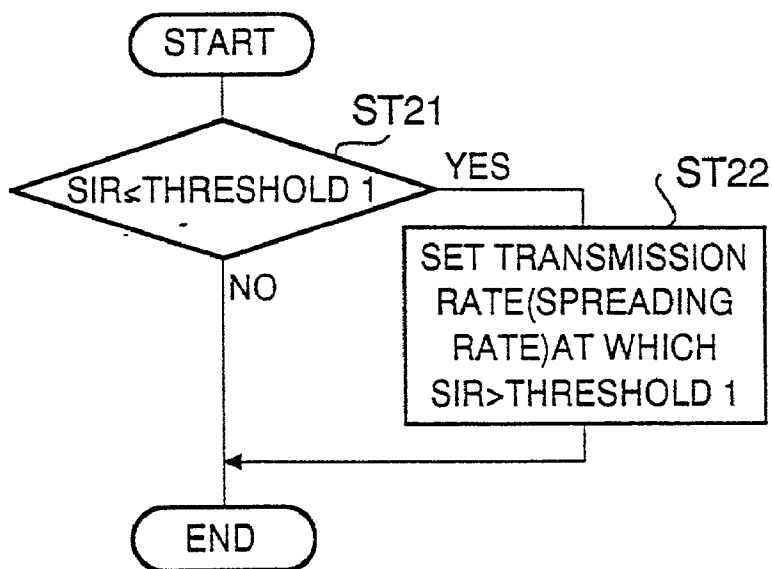 START
ST21
SIR≤THRESHOLD 1
YES
ST22
SET TRANSMISSION
RATE(SPREADING
RATE)AT WHICH
SIR>THRESHOLD 1
NO
END